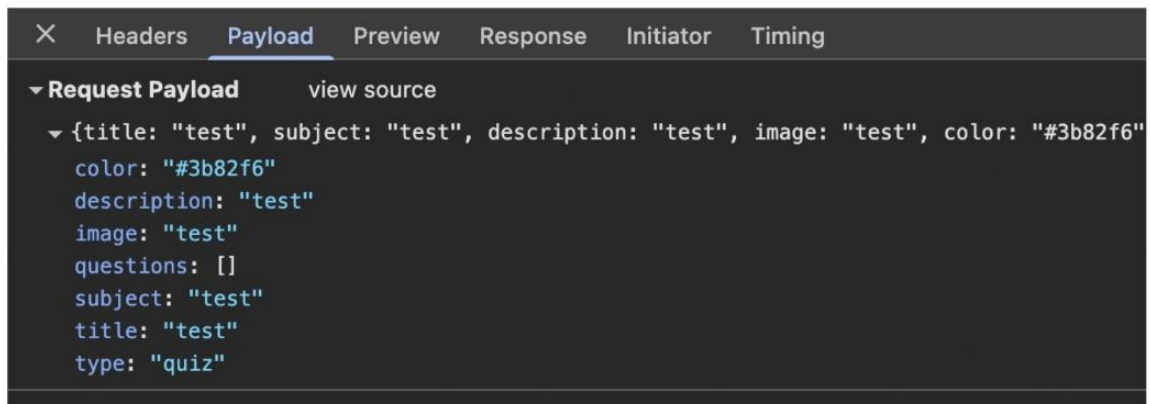 Headers Payload Preview Response Initiator Timing
Request Payload view source
{title: "test", subject: "test", description: "test", image: "test", color: "#3b82f6"
color: "#3b82f6"
description: "test"
image: "test"
questions: []
subject: "test"
title: "test"
type: "quiz"